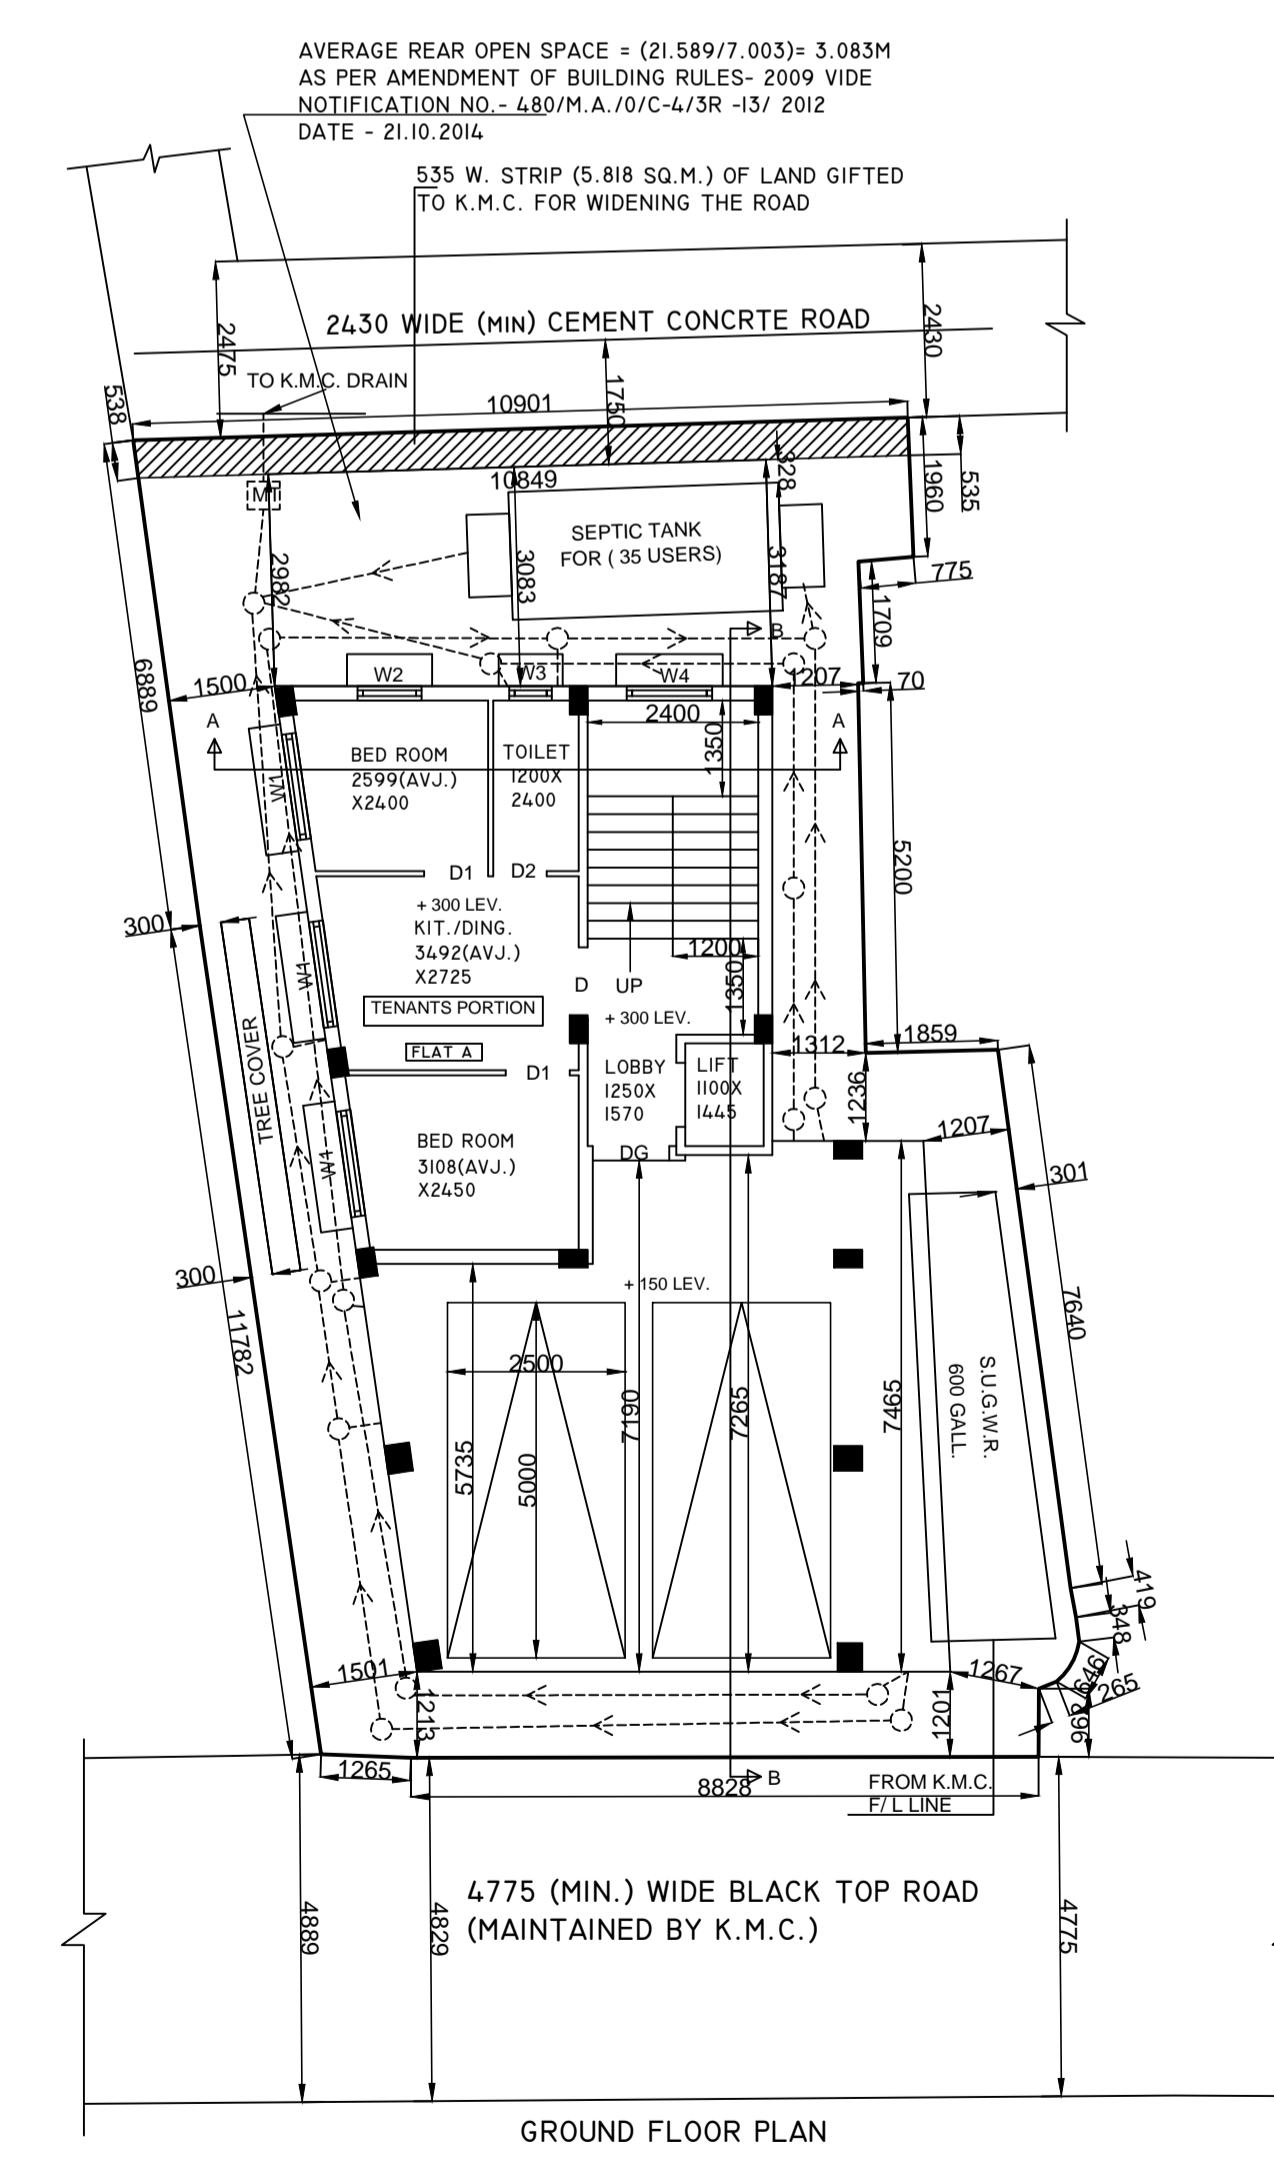 AVERAGE REAR OPEN SPACE = (21.589/7.003)= 3.083M
AS PER AMENDMENT OF BUILDING RULES- 2009 VIDE
NOTIFICATION NO.- 480/M.A./0/C-4/3R -13/ 2012
DATE - 21.10.2014
535 W. STRIP (5.818 SQ.M.) OF LAND GIFTED
TO K.M.C. FOR WIDENING THE ROAD
2430 WIDE (MIN) CEMENT CONCRTE ROAD
2475
2430
TO K.M.C. DRAIN
1750
538
10901
328
10849
1960
535
M1
SEPTIC TANK
FOR ( 35 USERS)
2982
3083
3187
775
1709
B
6889
1500
W2
W3
W4
1207
70
A
2400
A
1350
BED ROOM
2599(AVJ.)
X2400
TOILET
1200X
2400
W1
5200
D1
D2
+ 300 LEV.
KIT./DING.
3492(AVJ.)
X2725
300
1200
1350
W1
D
UP
TENANTS PORTION
+ 300 LEV.
FLAT A
1312
1859
TREE COVER
D1
LOBBY
1250X
1570
LIFT
1100X
1445
1236
1207
BED ROOM
3108(AVJ.)
X2450
W1
DG
301
300
+ 150 LEV.
11782
7640
2500
5735
5000
7190
7265
7465
S.U.G.W.R.
600 GALL.
419
348
646
265
1501
1267
1213
1201
962
1265
8828
B
FROM K.M.C.
F/ L LINE
4775 (MIN.) WIDE BLACK TOP ROAD
(MAINTAINED BY K.M.C.)
4889
4829
4775
GROUND FLOOR PLAN